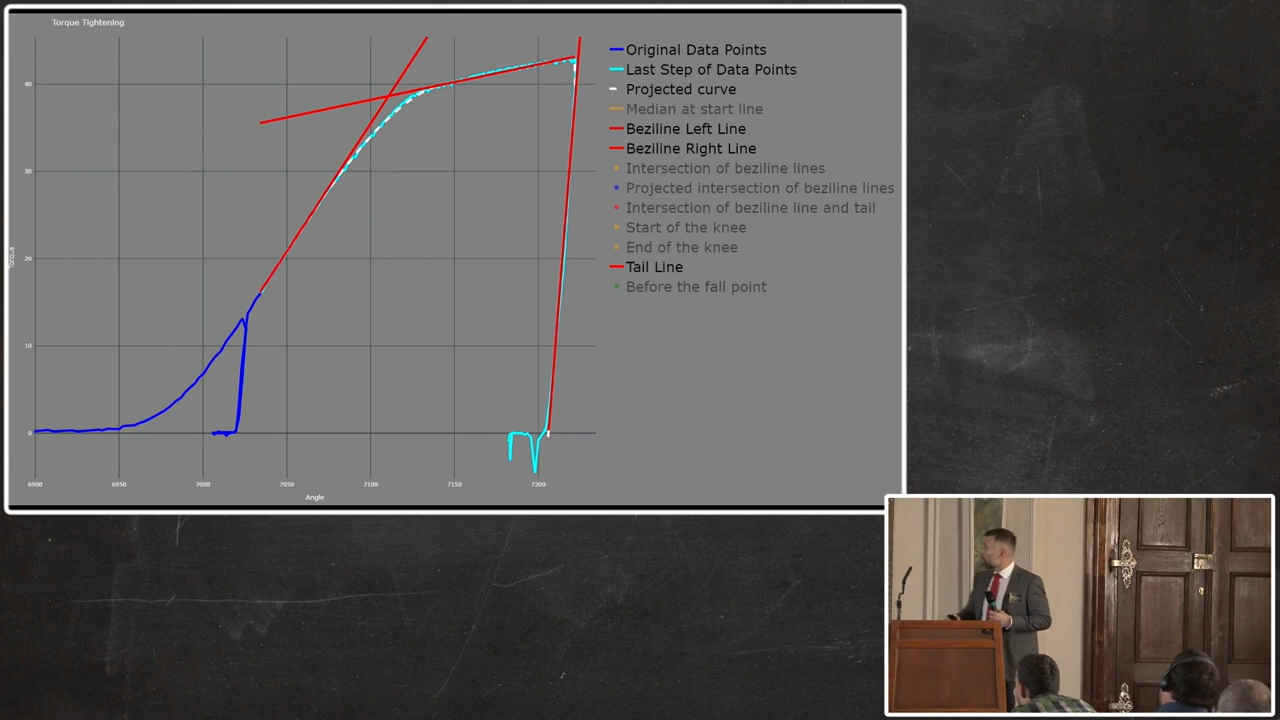 Torque Tightening
Original Data Points
Last Step of Data Points
Projected curve
Median at start line
Beziline Left Line
Beziline Right Line
Intersection of beziline lines
Projected intersection of beziline lines
Intersection of beziline line and tail
Start of the knee
End of the knee
Tail Line
Before the fall point
Torque
40
30
20
10
0
6900 6950 7000 7050 7100 7150 7200
Angle